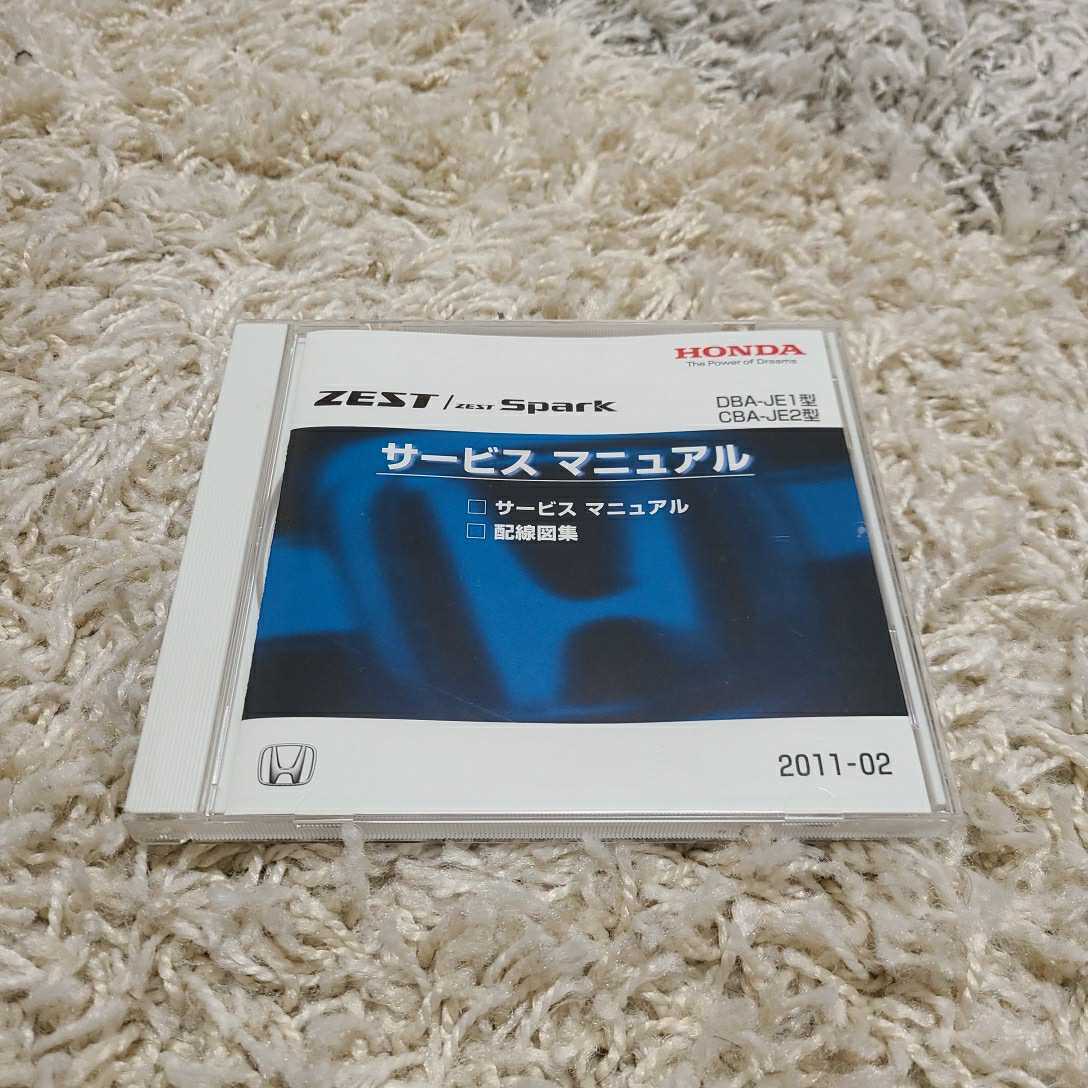 HONDA
The Power of Dreams
ZEST / ZEST Spark
DBA-JE1型
CBA-JE2型
サービス マニュアル
□ サービス マニュアル
□ 配線図集
2011-02